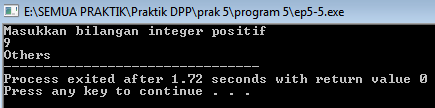 E:\SEMUA PRAKTIK\Praktik DPP\prak 5\program 5\ep5-5.exe
Masukkan bilangan integer positif
9
Others
--------------------------------
Process exited after 1.72 seconds with return value 0
Press any key to continue . . .